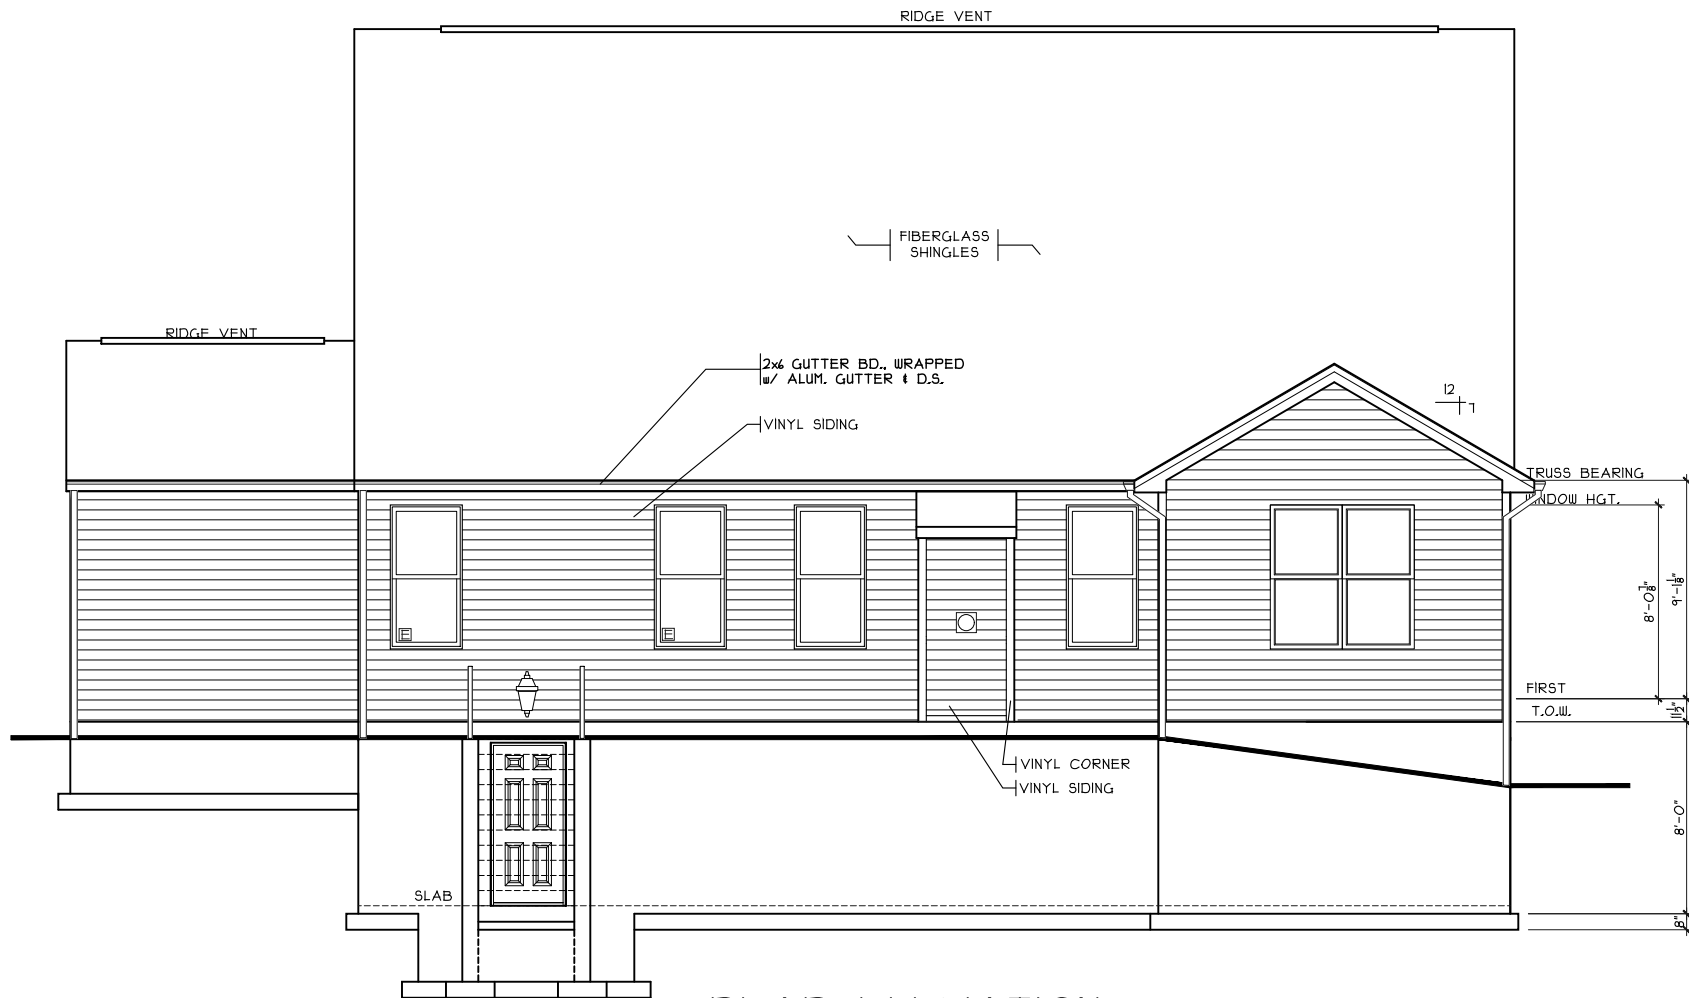 RIDGE VENT
FIBERGLASS
SHINGLES
RIDGE VENT
2x6 GUTTER BD., WRAPPED
w/ ALUM. GUTTER & D.S.
12
7
VINYL SIDING
TRUSS BEARING
WINDOW HGT.
8'-0 7/8"
9'-1 1/8"
E
E
FIRST
T.O.W.
11 1/2"
VINYL CORNER
VINYL SIDING
8'-0"
SLAB
8"